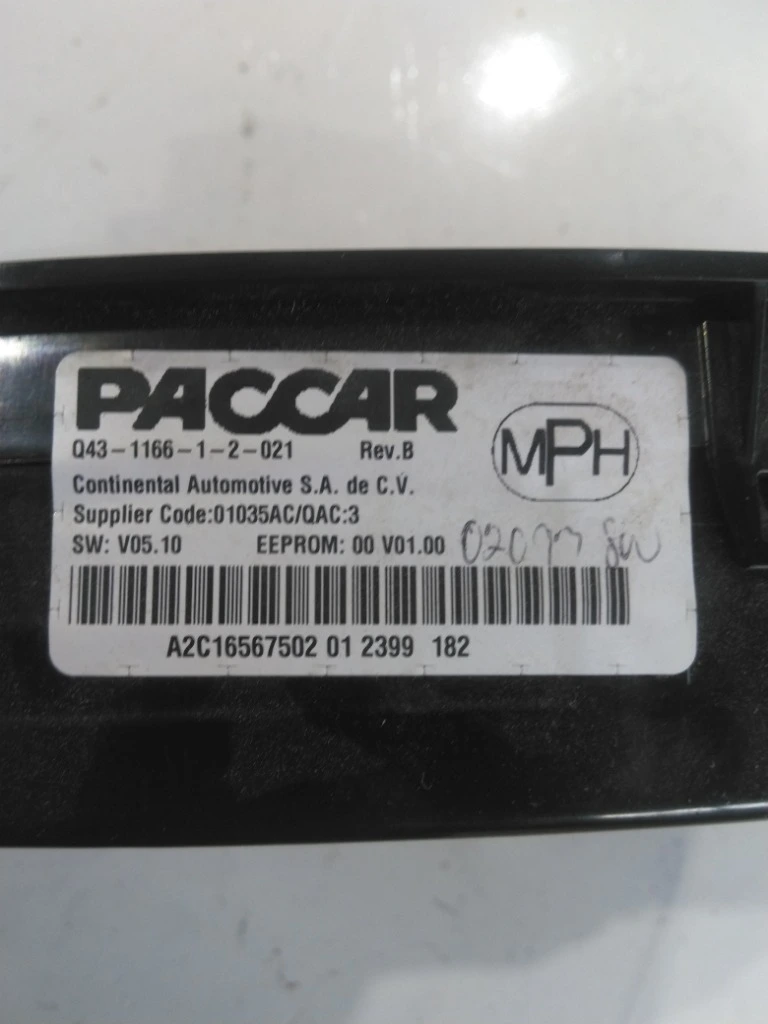 PACCAR
Q43-1166-1-2-021 Rev.B
MPH
Continental Automotive S.A. de C.V.
Supplier Code:01035AC/QAC:3
SW: V05.10 EEPROM: 00 V01.00
A2C16567502 01 2399 182